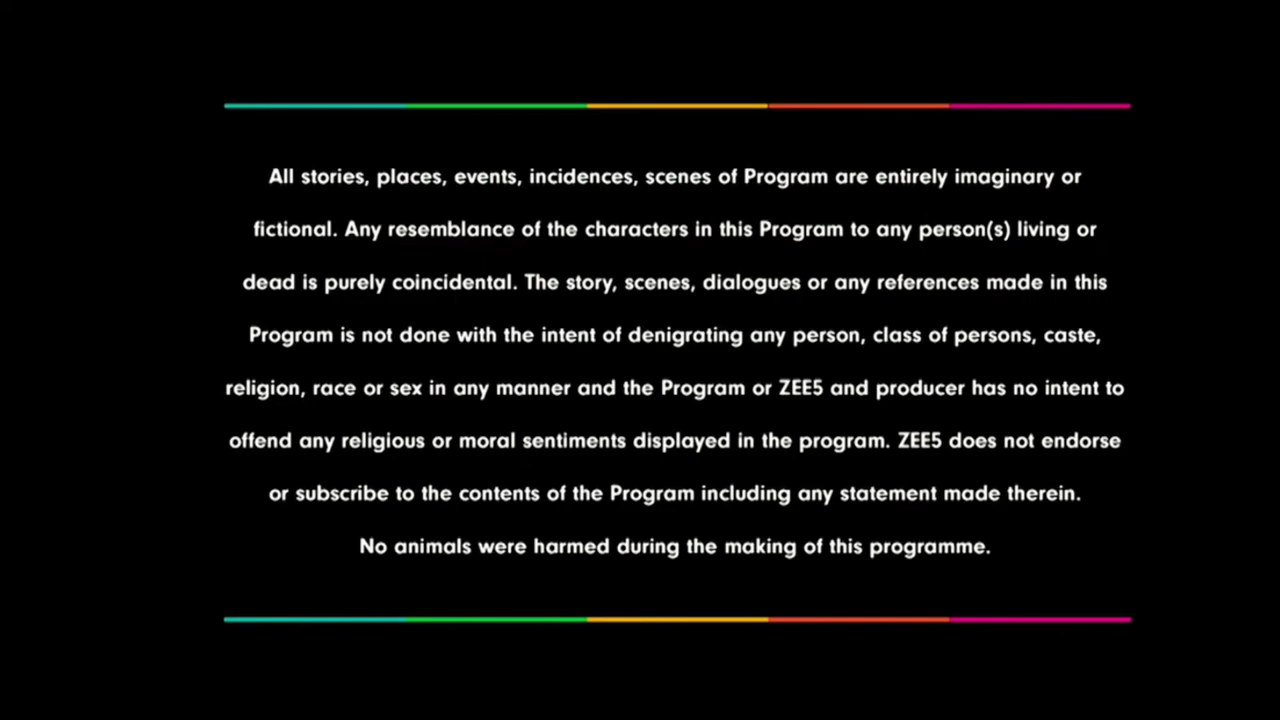 All stories, places, events, incidences, scenes of Program are entirely imaginary or
fictional. Any resemblance of the characters in this Program to any person(s) living or
dead is purely coincidental. The story, scenes, dialogues or any references made in this
Program is not done with the intent of denigrating any person, class of persons, caste,
religion, race or sex in any manner and the Program or ZEE5 and producer has no intent to
offend any religious or moral sentiments displayed in the program. ZEE5 does not endorse
or subscribe to the contents of the Program including any statement made therein.
No animals were harmed during the making of this programme.